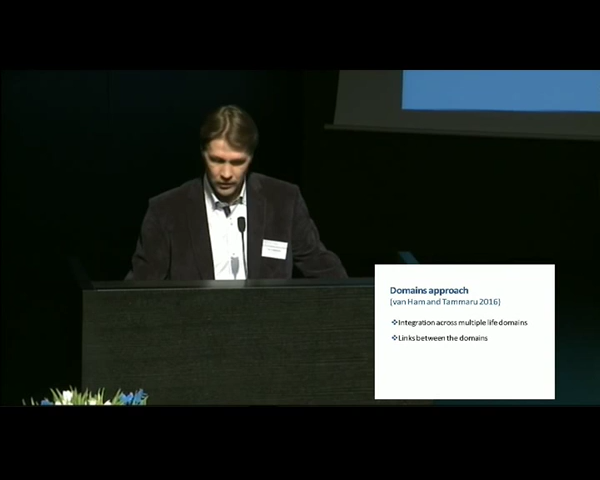 Domains approach
(van Ham and Tammaru 2016)
❖Integration across multiple life domains
❖Links between the domains